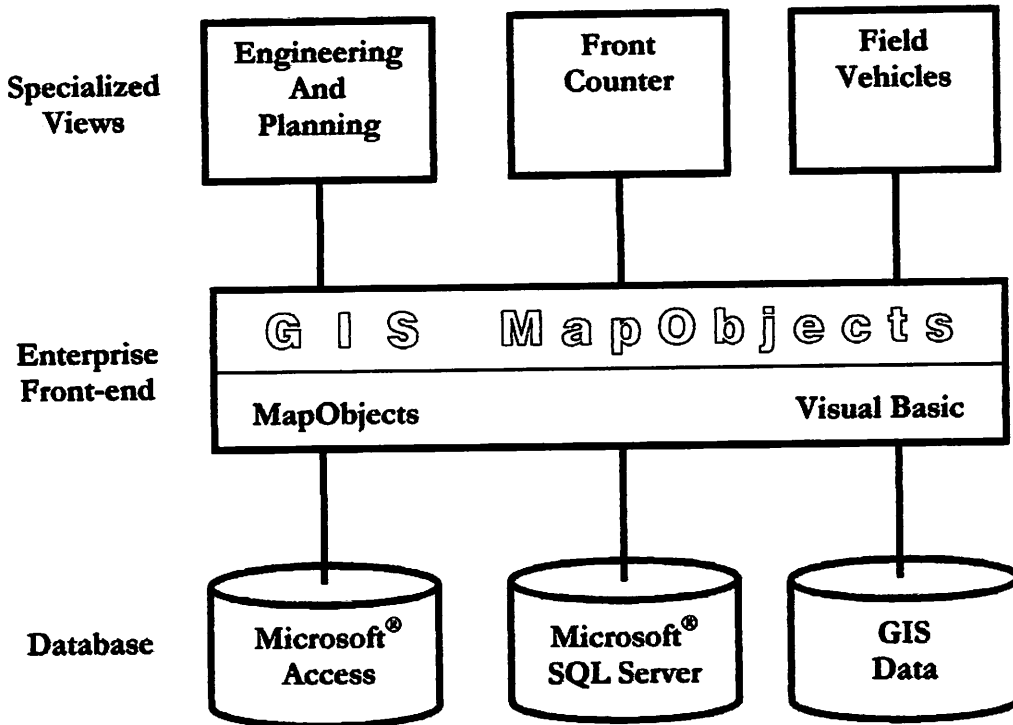 Specialized
Views
Engineering
And
Planning
Front
Counter
Field
Vehicles
Enterprise
Front-end
GIS MapObjects
MapObjects
Visual Basic
Database
Microsoft®
Access
Microsoft®
SQL Server
GIS
Data